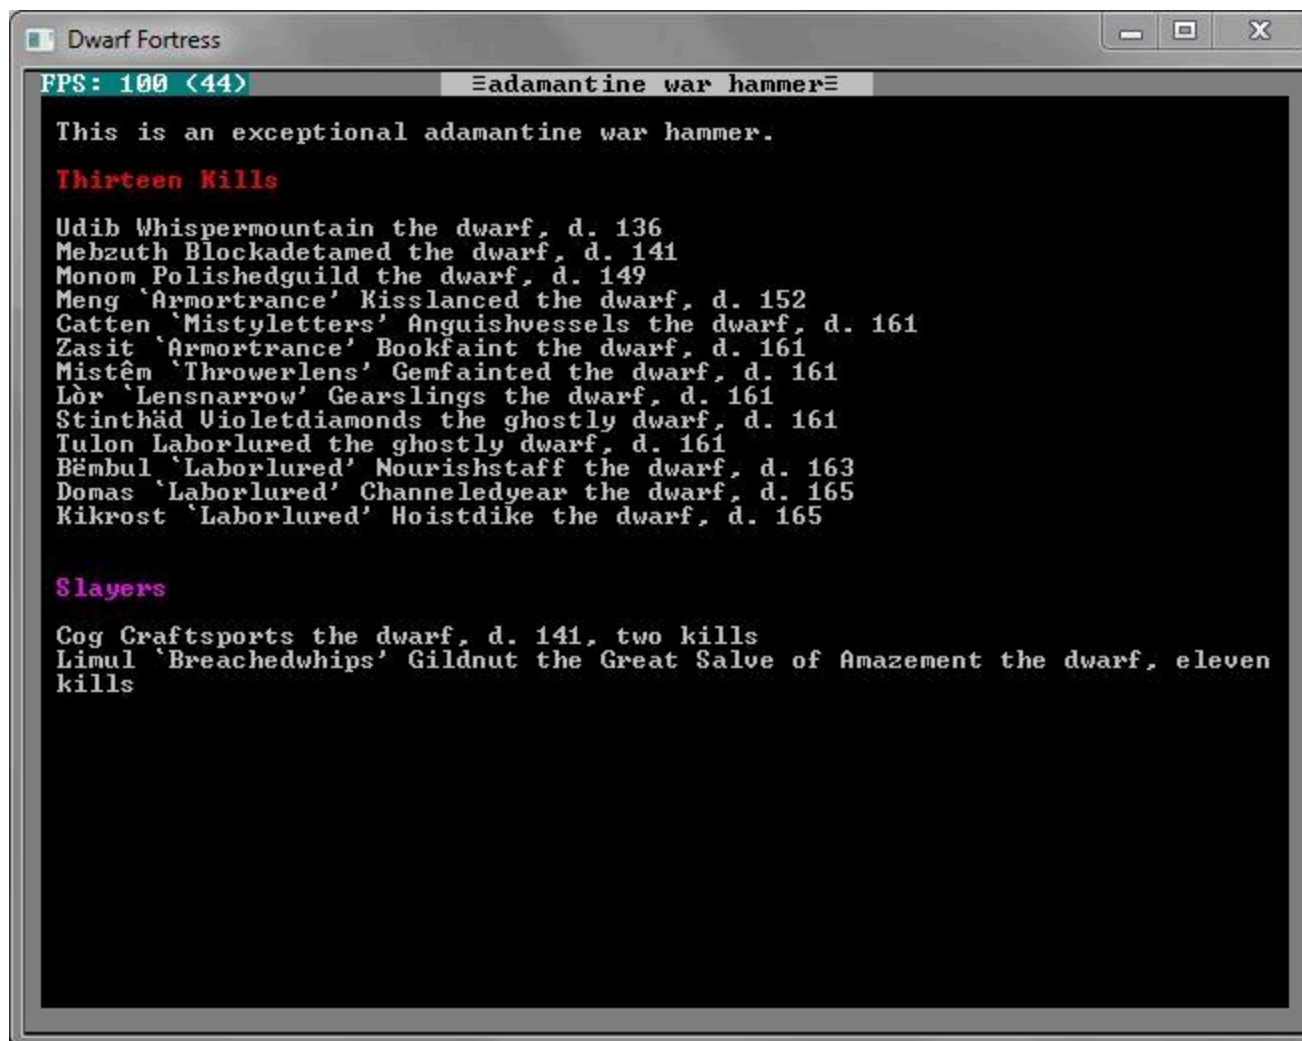 Dwarf Fortress
FPS: 100 (44) ≡adamantine war hammer≡
This is an exceptional adamantine war hammer.
Thirteen Kills
Udib Whispermountain the dwarf, d. 136
Mebzuth Blockadetamed the dwarf, d. 141
Monom Polishedguild the dwarf, d. 149
Meng `Armortrance' Kisslanced the dwarf, d. 152
Catten `Mistyletters' Anguishvessels the dwarf, d. 161
Zasit `Armortrance' Bookfaint the dwarf, d. 161
Mistêm `Throwerlens' Gemfainted the dwarf, d. 161
Lòr `Lensnarrow' Gearslings the dwarf, d. 161
Stinthäd Violetdiamonds the ghostly dwarf, d. 161
Tulon Laborlured the ghostly dwarf, d. 161
Bëmbul `Laborlured' Nourishstaff the dwarf, d. 163
Domas `Laborlured' Channeledyear the dwarf, d. 165
Kikrost `Laborlured' Hoistdike the dwarf, d. 165
Slayers
Cog Craftsports the dwarf, d. 141, two kills
Limul `Breachedwhips' Gildnut the Great Salve of Amazement the dwarf, eleven
kills